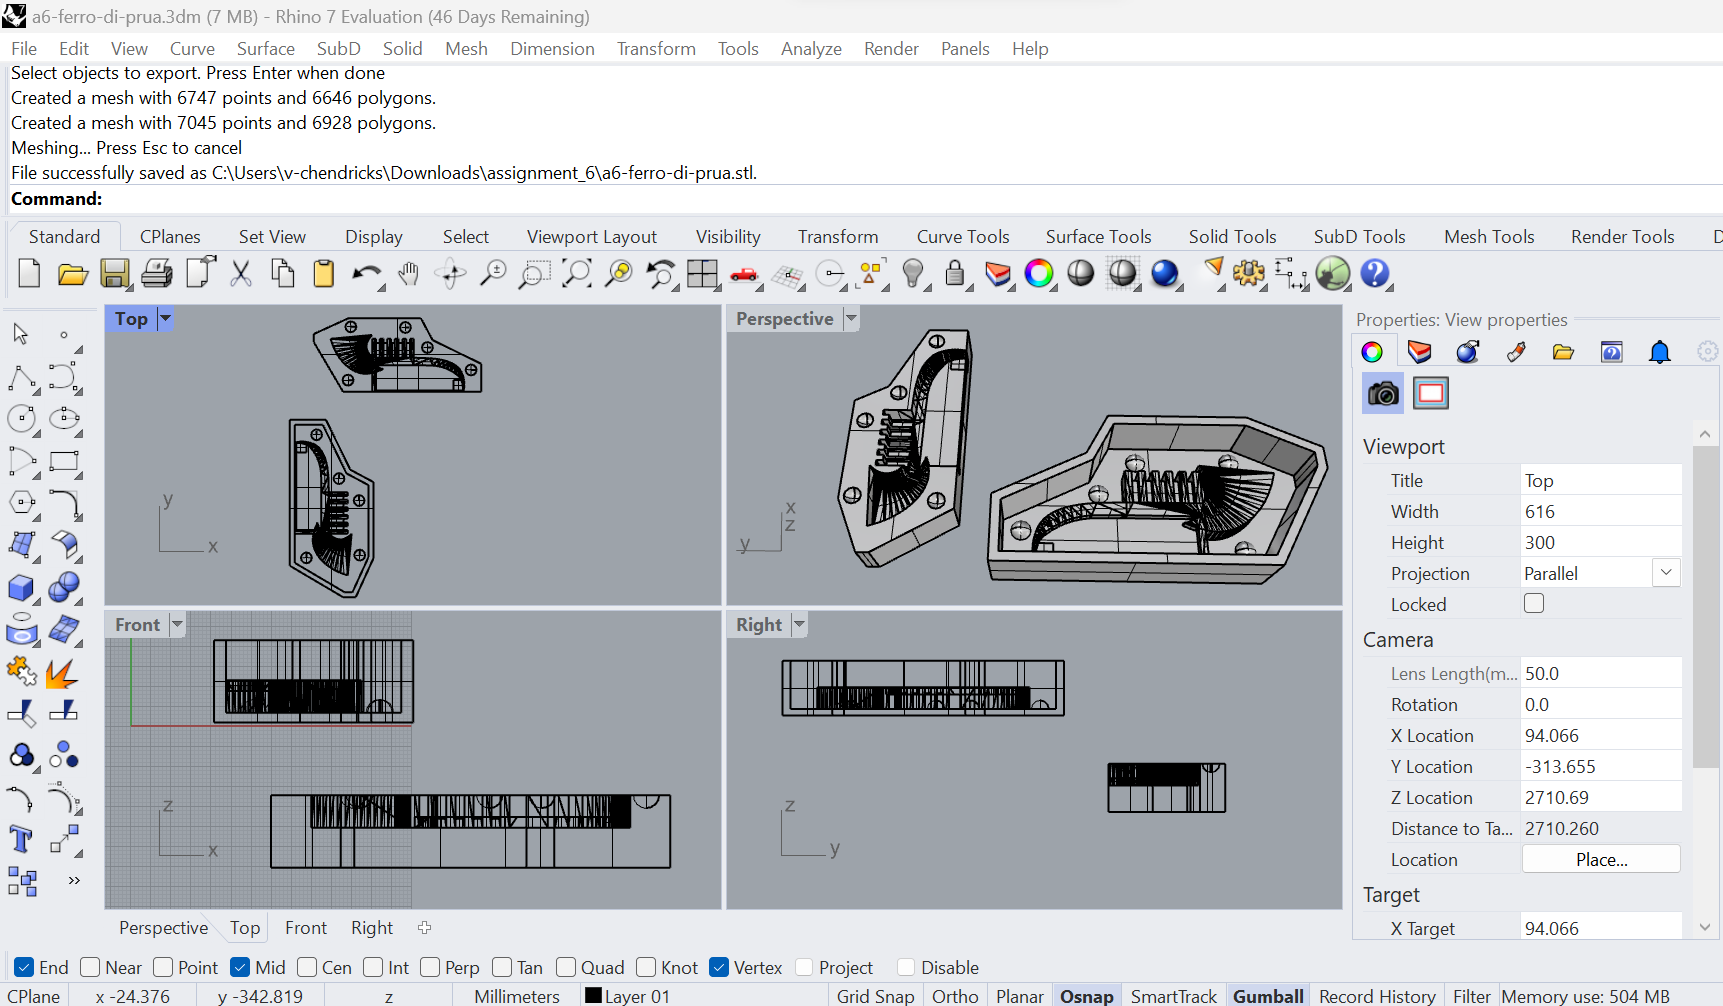 a6-ferro-di-prua.3dm (7 MB) - Rhino 7 Evaluation (46 Days Remaining)
File Edit View Curve Surface SubD Solid Mesh Dimension Transform Tools Analyze Render Panels Help
Select objects to export. Press Enter when done
Created a mesh with 6747 points and 6646 polygons.
Created a mesh with 7045 points and 6928 polygons.
Meshing... Press Esc to cancel
File successfully saved as C:\Users\v-chendricks\Downloads\assignment_6\a6-ferro-di-prua.stl.
Command:
Standard CPlanes Set View Display Select Viewport Layout Visibility Transform Curve Tools Surface Tools Solid Tools SubD Tools Mesh Tools Render Tools D
Top
y
x
Perspective
x
z
y
Front
z
x
Right
z
y
Properties: View properties
Viewport
Title Top
Width 616
Height 300
Projection Parallel
Locked
Camera
Lens Length(m... 50.0
Rotation 0.0
X Location 94.066
Y Location -313.655
Z Location 2710.69
Distance to Ta... 2710.260
Location Place...
Target
X Target 94.066
Perspective Top Front Right
End Near Point Mid Cen Int Perp Tan Quad Knot Vertex Project Disable
CPlane x -24.376 y -342.819 z Millimeters Layer 01 Grid Snap Ortho Planar Osnap SmartTrack Gumball Record History Filter Memory use: 504 MB